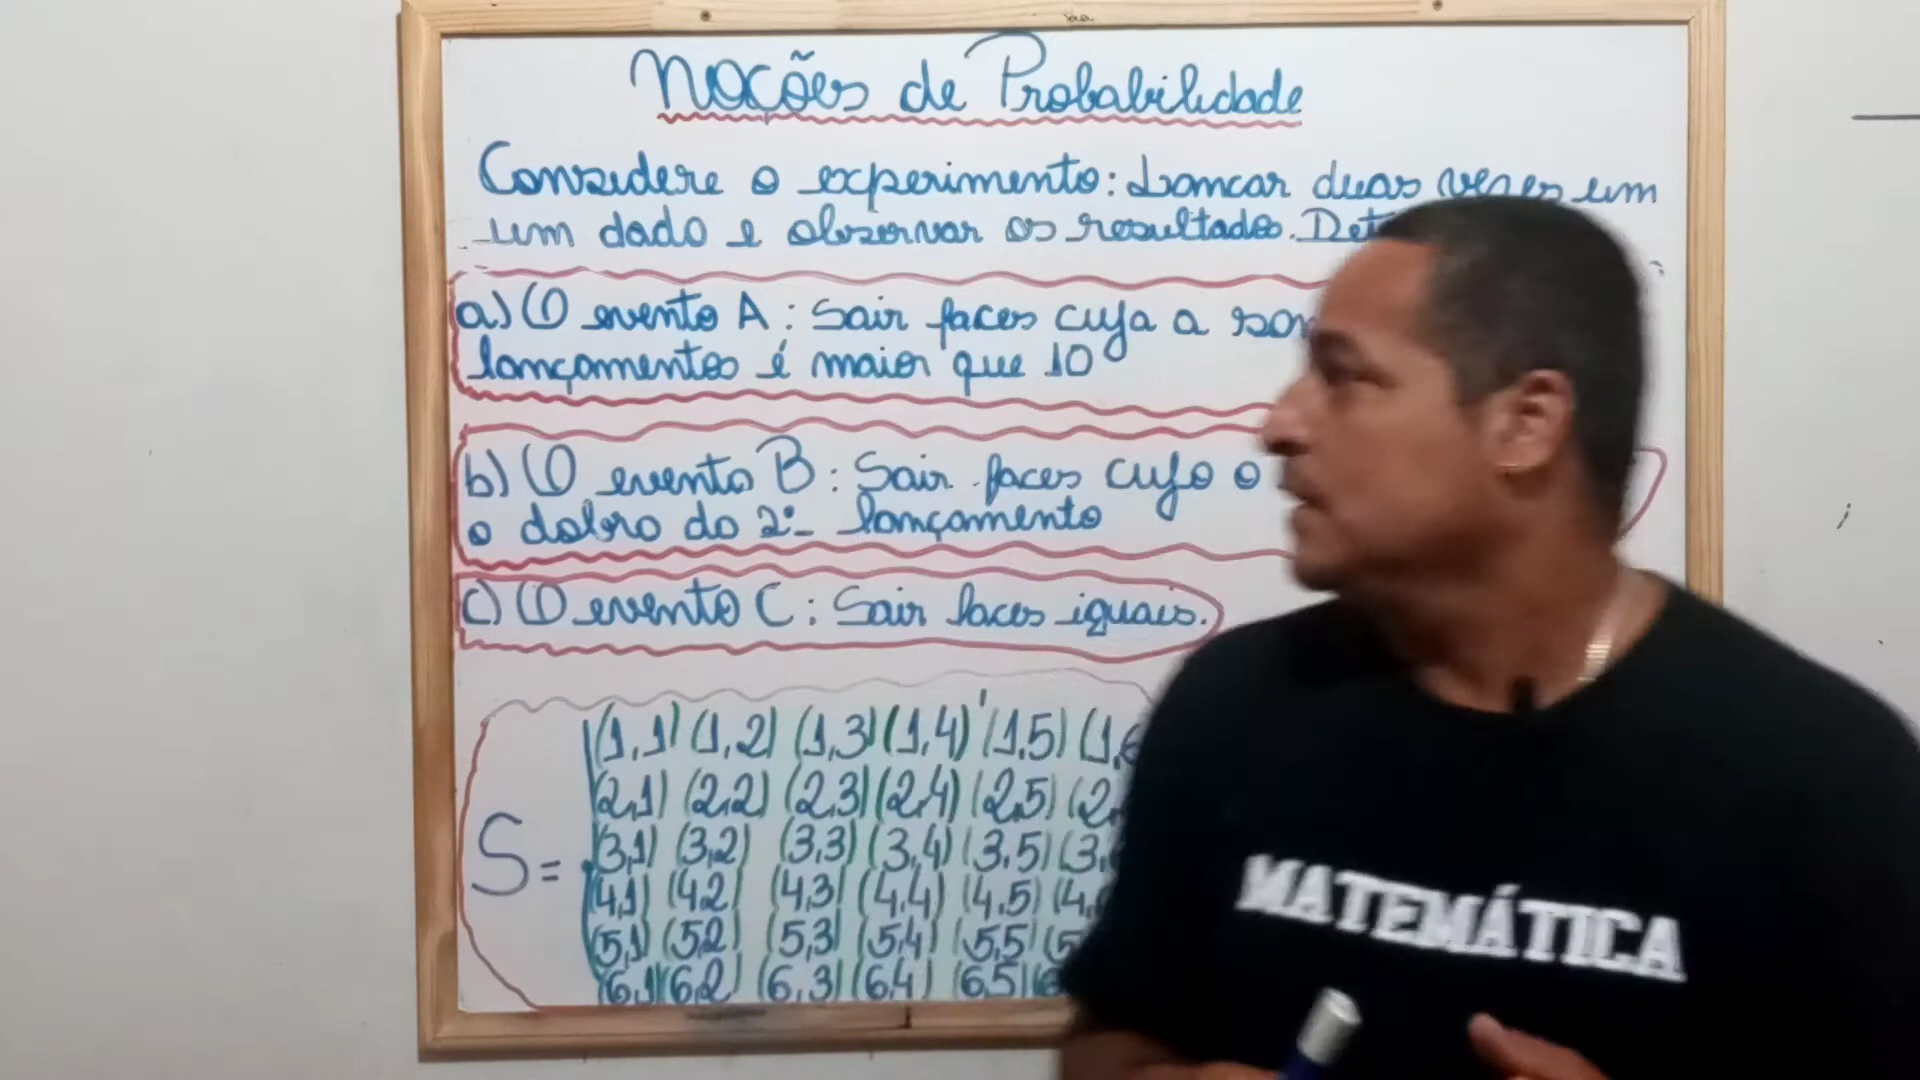 Noções de Probabilidade
Considere o experimento: Lancar duas vezes um
um dado e observar os resultados. Det
a) O evento A: Sair faces cuja a som
lançamentos é maior que 10
b) O evento B: Sair faces cujo o
o dobro do 2º lançamento
c) O evento C: Sair faces iguais.
(1,1) (1,2) (1,3) (1,4) (1,5) (1,6
(2,1) (2,2) (2,3) (2,4) (2,5) (2,
(3,1) (3,2) (3,3) (3,4) (3,5) (3,
S =
(4,1) (4,2) (4,3) (4,4) (4,5) (4,
(5,1) (5,2) (5,3) (5,4) (5,5) (5
(6,1) (6,2) (6,3) (6,4) (6,5) (6
MATEMÁTICA